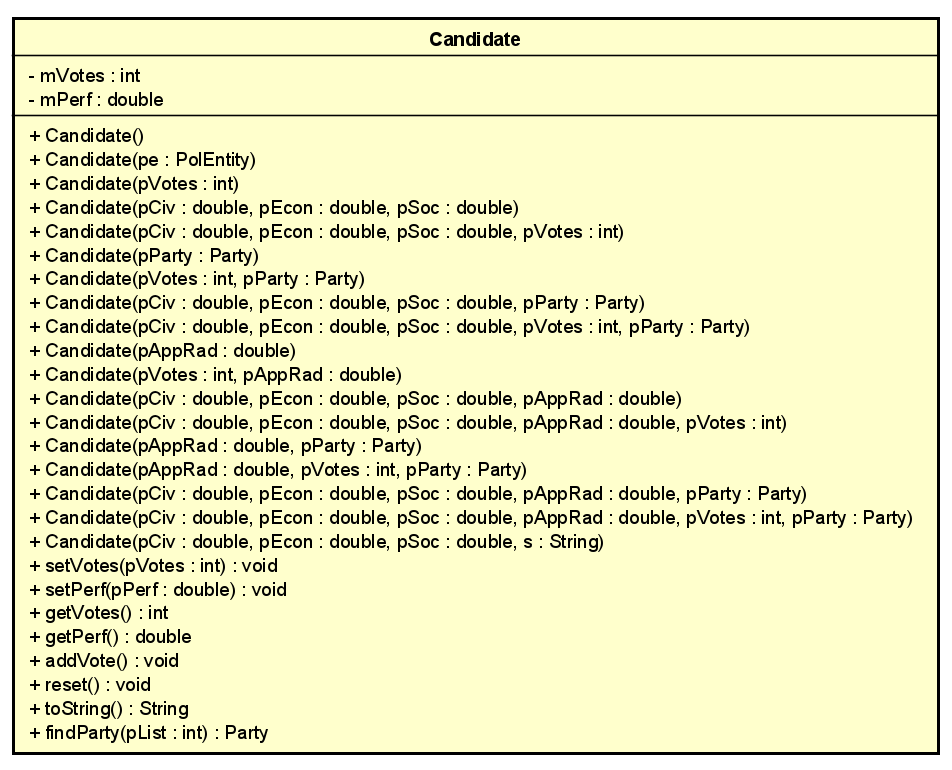 Candidate
- mVotes : int
- mPerf : double
+ Candidate()
+ Candidate(pe : PolEntity)
+ Candidate(pVotes : int)
+ Candidate(pCiv : double, pEcon : double, pSoc : double)
+ Candidate(pCiv : double, pEcon : double, pSoc : double, pVotes : int)
+ Candidate(pParty : Party)
+ Candidate(pVotes : int, pParty : Party)
+ Candidate(pCiv : double, pEcon : double, pSoc : double, pParty : Party)
+ Candidate(pCiv : double, pEcon : double, pSoc : double, pVotes : int, pParty : Party)
+ Candidate(pAppRad : double)
+ Candidate(pVotes : int, pAppRad : double)
+ Candidate(pCiv : double, pEcon : double, pSoc : double, pAppRad : double)
+ Candidate(pCiv : double, pEcon : double, pSoc : double, pAppRad : double, pVotes : int)
+ Candidate(pAppRad : double, pParty : Party)
+ Candidate(pAppRad : double, pVotes : int, pParty : Party)
+ Candidate(pCiv : double, pEcon : double, pSoc : double, pAppRad : double, pParty : Party)
+ Candidate(pCiv : double, pEcon : double, pSoc : double, pAppRad : double, pVotes : int, pParty : Party)
+ Candidate(pCiv : double, pEcon : double, pSoc : double, s : String)
+ setVotes(pVotes : int) : void
+ setPerf(pPerf : double) : void
+ getVotes() : int
+ getPerf() : double
+ addVote() : void
+ reset() : void
+ toString() : String
+ findParty(pList : int) : Party